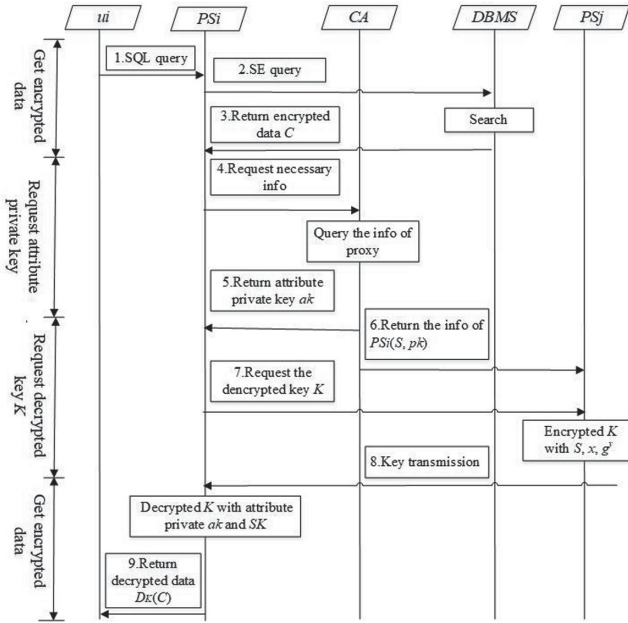 ui
PSi
CA
DBMS
PSj
Get encrypted
data
1.SQL query
2.SE query
3.Return encrypted
data C
Search
Request attribute
private key
4.Request necessary
info
Query the info of
proxy
5.Return attribute
private key ak
6.Return the info of
PSi(S, pk)
Request decrypted
key K
7.Request the
dencrypted key K
Encrypted K
with S, x, g^y
8.Key transmission
Get encrypted
data
Decrypted K with attribute
private ak and SK
9.Return
decrypted data
DK(C)